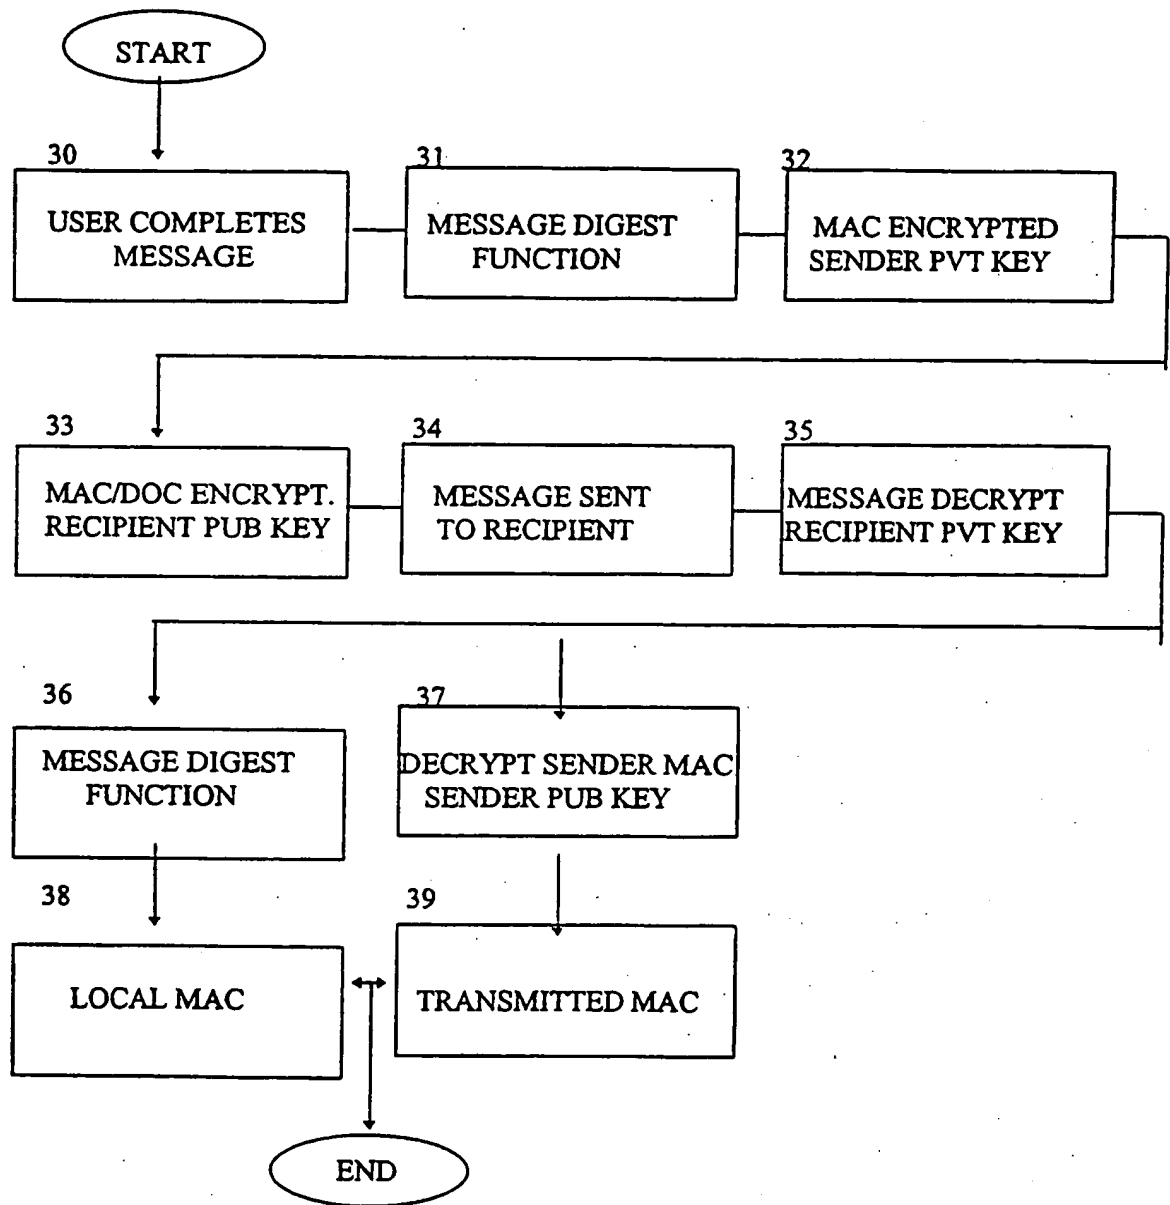 START
30
USER COMPLETES
MESSAGE
31
MESSAGE DIGEST
FUNCTION
32
MAC ENCRYPTED
SENDER PVT KEY
33
MAC/DOC ENCRYPT.
RECIPIENT PUB KEY
34
MESSAGE SENT
TO RECIPIENT
35
MESSAGE DECRYPT
RECIPIENT PVT KEY
36
MESSAGE DIGEST
FUNCTION
37
DECRYPT SENDER MAC
SENDER PUB KEY
38
LOCAL MAC
39
TRANSMITTED MAC
END